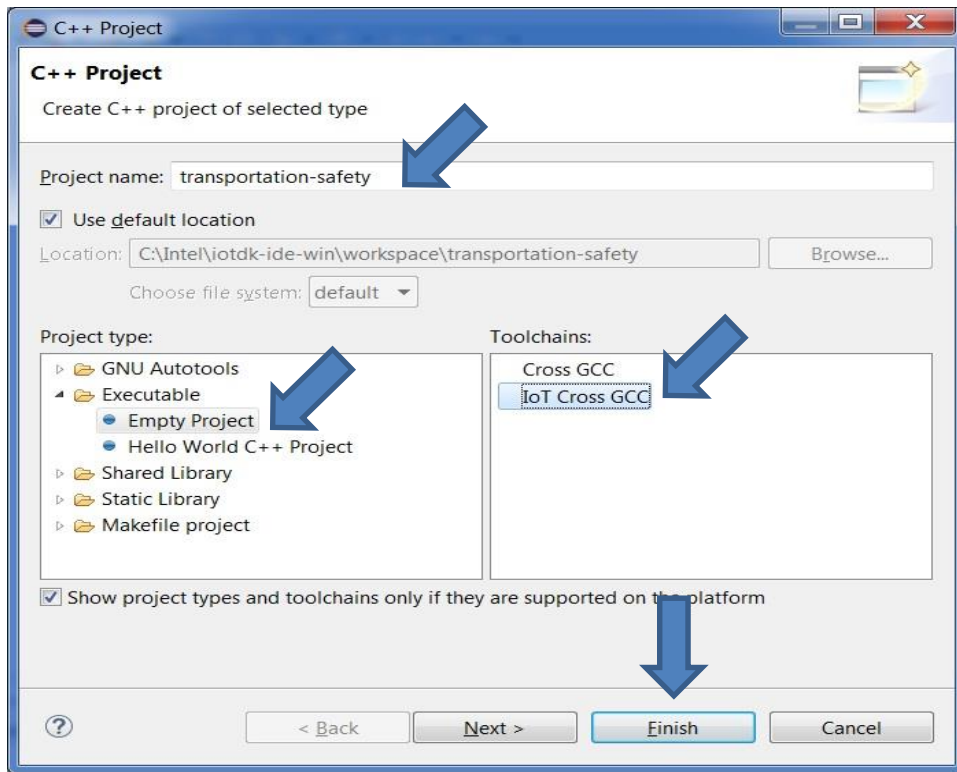 C++ Project
C++ Project
Create C++ project of selected type
Project name: transportation-safety
Use default location
Location: C:\Intel\iotdk-ide-win\workspace\transportation-safety Browse...
Choose file system: default
Project type: Toolchains:
GNU Autotools Cross GCC
Executable IoT Cross GCC
Empty Project
Hello World C++ Project
Shared Library
Static Library
Makefile project
Show project types and toolchains only if they are supported on the platform
< Back Next > Finish Cancel